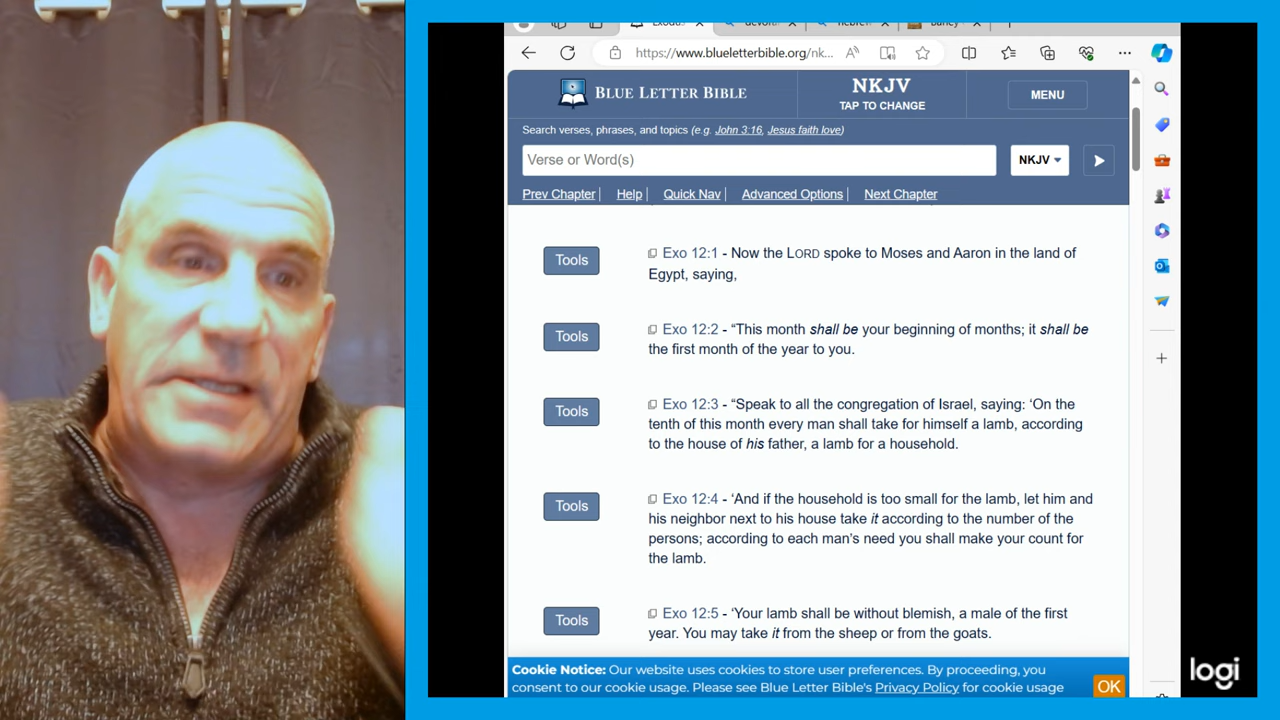 https://www.blueletterbible.org/nk...
BLUE LETTER BIBLE
NKJV
TAP TO CHANGE
MENU
Search verses, phrases, and topics (e.g. John 3:16, Jesus faith love)
Verse or Word(s)
NKJV
Prev Chapter| Help| Quick Nav| Advanced Options| Next Chapter
Tools
Exo 12:1 - Now the LORD spoke to Moses and Aaron in the land of
Egypt, saying,
Tools
Exo 12:2 - “This month shall be your beginning of months; it shall be
the first month of the year to you.
Tools
Exo 12:3 - “Speak to all the congregation of Israel, saying: ‘On the
tenth of this month every man shall take for himself a lamb, according
to the house of his father, a lamb for a household.
Tools
Exo 12:4 - ‘And if the household is too small for the lamb, let him and
his neighbor next to his house take it according to the number of the
persons; according to each man’s need you shall make your count for
the lamb.
Tools
Exo 12:5 - ‘Your lamb shall be without blemish, a male of the first
year. You may take it from the sheep or from the goats.
Cookie Notice: Our website uses cookies to store user preferences. By proceeding, you
consent to our cookie usage. Please see Blue Letter Bible's Privacy Policy for cookie usage
OK
logi